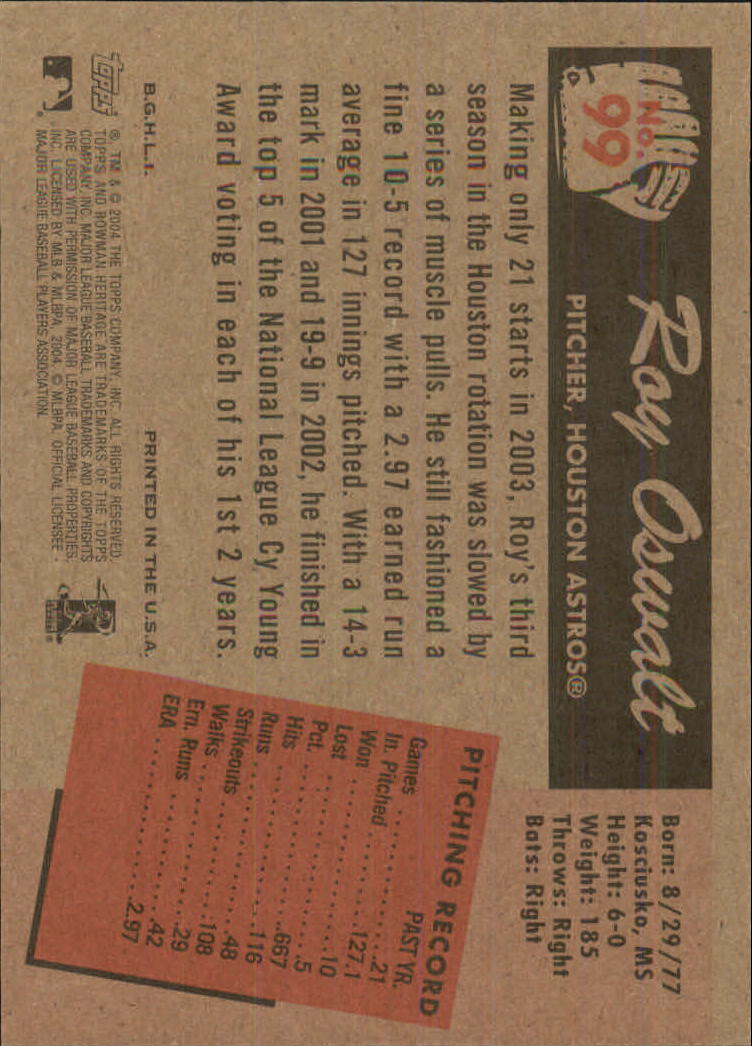 No.
99
Roy Oswalt
PITCHER, HOUSTON ASTROS®
Born: 8/29/77
Kosciusko, MS
Height: 6-0
Weight: 185
Throws: Right
Bats: Right
Making only 21 starts in 2003, Roy's third
season in the Houston rotation was slowed by
a series of muscle pulls. He still fashioned a
fine 10-5 record with a 2.97 earned run
average in 127 innings pitched. With a 14-3
mark in 2001 and 19-9 in 2002, he finished in
the top 5 of the National League Cy Young
Award voting in each of his 1st 2 years.
PITCHING RECORD
PAST YR.
Games . . . . . . . . . . .21
In. Pitched . . . . . . .127.1
Won . . . . . . . . . . . .10
Lost . . . . . . . . . . . . .5
Pct. . . . . . . . . . . . .667
Hits . . . . . . . . . . . .116
Runs . . . . . . . . . . . .48
Strikeouts . . . . . . . .108
Walks . . . . . . . . . . .29
Ern. Runs . . . . . . . . .42
ERA . . . . . . . . . . . .2.97
B.G.H.L.I. PRINTED IN THE U.S.A.
Topps ® TM & © 2004 THE TOPPS COMPANY, INC. ALL RIGHTS RESERVED.
TOPPS AND BOWMAN HERITAGE ARE TRADEMARKS OF THE TOPPS
COMPANY, INC. MAJOR LEAGUE BASEBALL TRADEMARKS AND COPYRIGHTS
ARE USED WITH PERMISSION OF MAJOR LEAGUE BASEBALL PROPERTIES,
INC. LICENSED BY MLB & MLBPA, 2004. © MLBPA. OFFICIAL LICENSEE -
MAJOR LEAGUE BASEBALL PLAYERS ASSOCIATION.